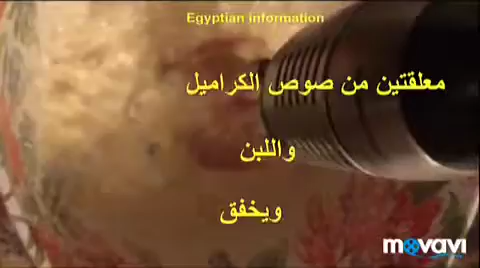 Egyptian information
معلقتين من صوص الكراميل
واللبن
ويخفق
movavi